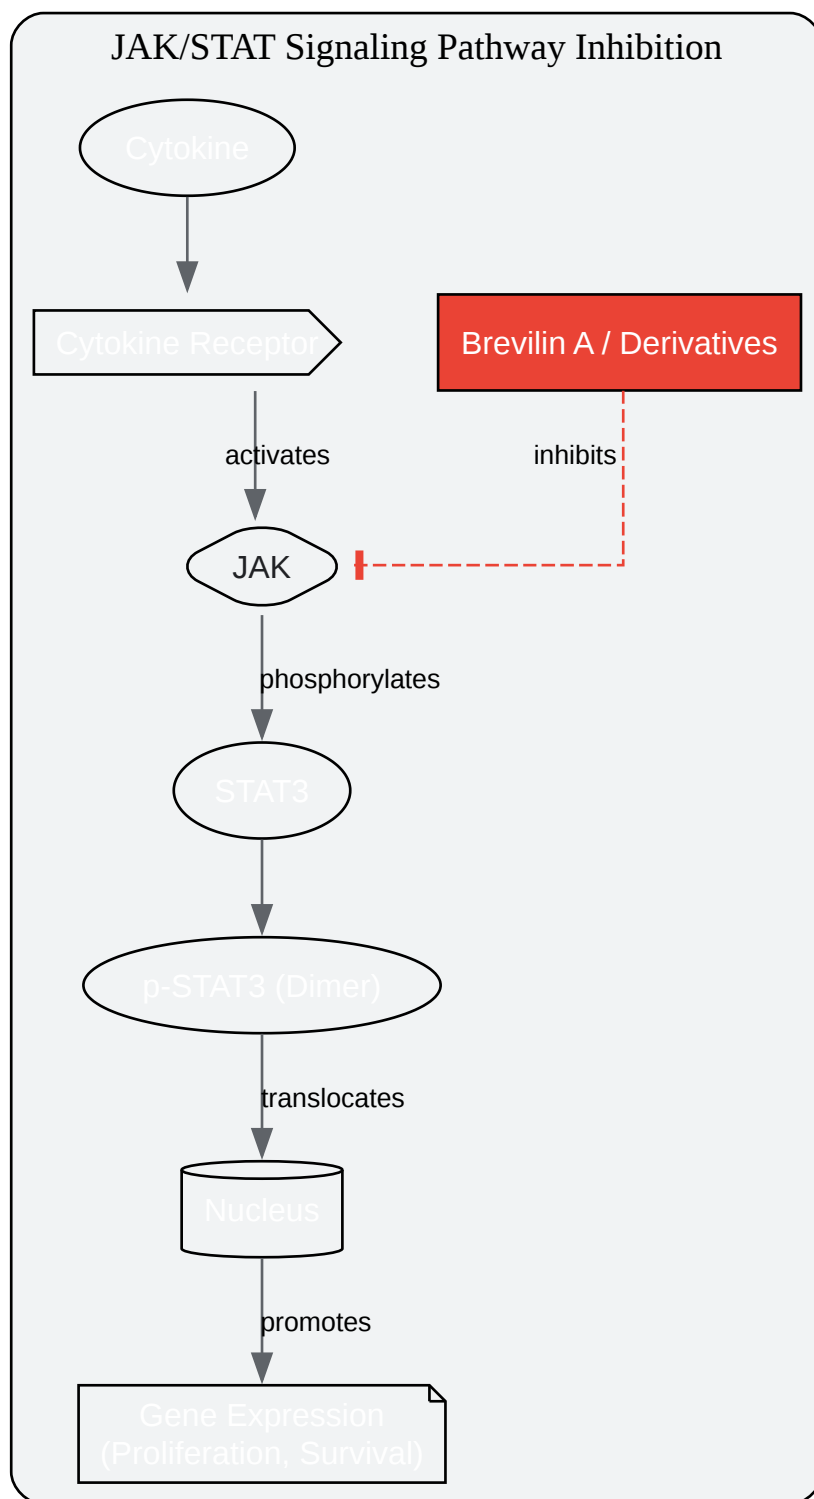 JAK/STAT Signaling Pathway Inhibition
Cytokine
Cytokine Receptor
Brevilin A / Derivatives
activates
inhibits
JAK
phosphorylates
STAT3
p-STAT3 (Dimer)
translocates
Nucleus
promotes
Gene Expression
(Proliferation, Survival)